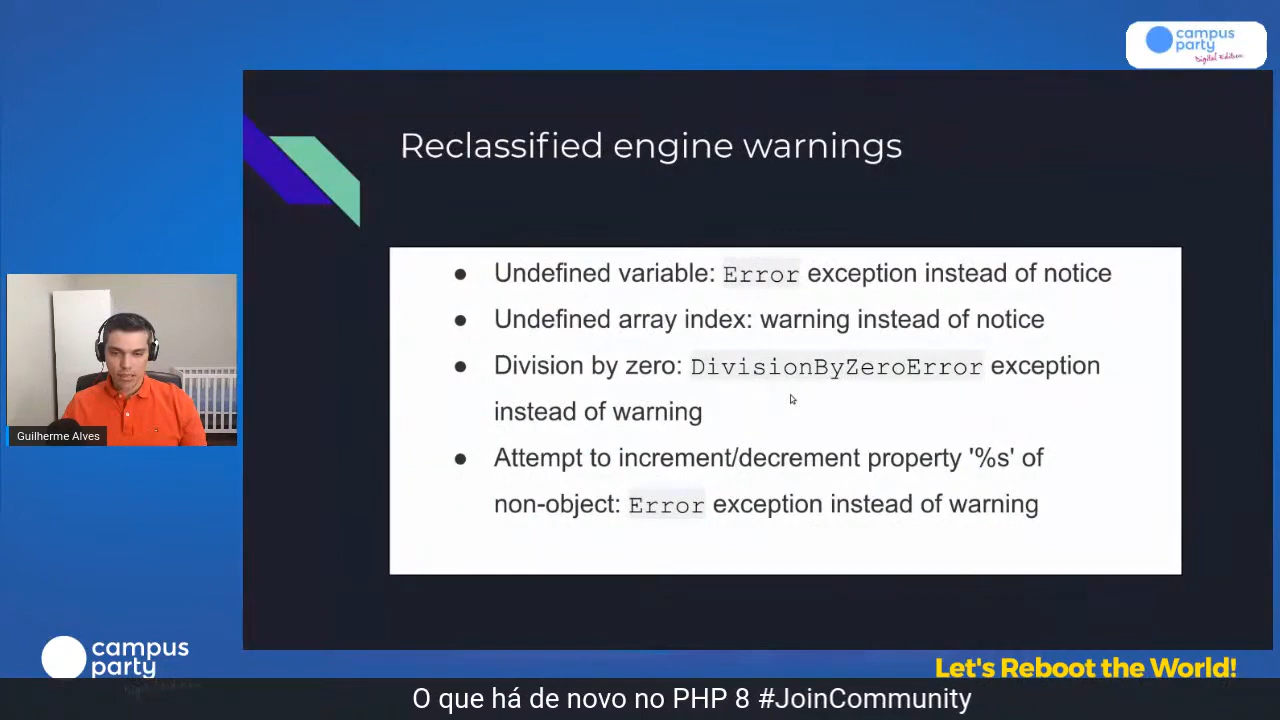 campus
party
Digital Edition
Reclassified engine warnings
● Undefined variable: Error exception instead of notice
● Undefined array index: warning instead of notice
● Division by zero: DivisionByZeroError exception
instead of warning
● Attempt to increment/decrement property '%s' of
non-object: Error exception instead of warning
Guilherme Alves
campus
party
Let's Reboot the World!
O que há de novo no PHP 8 #JoinCommunity